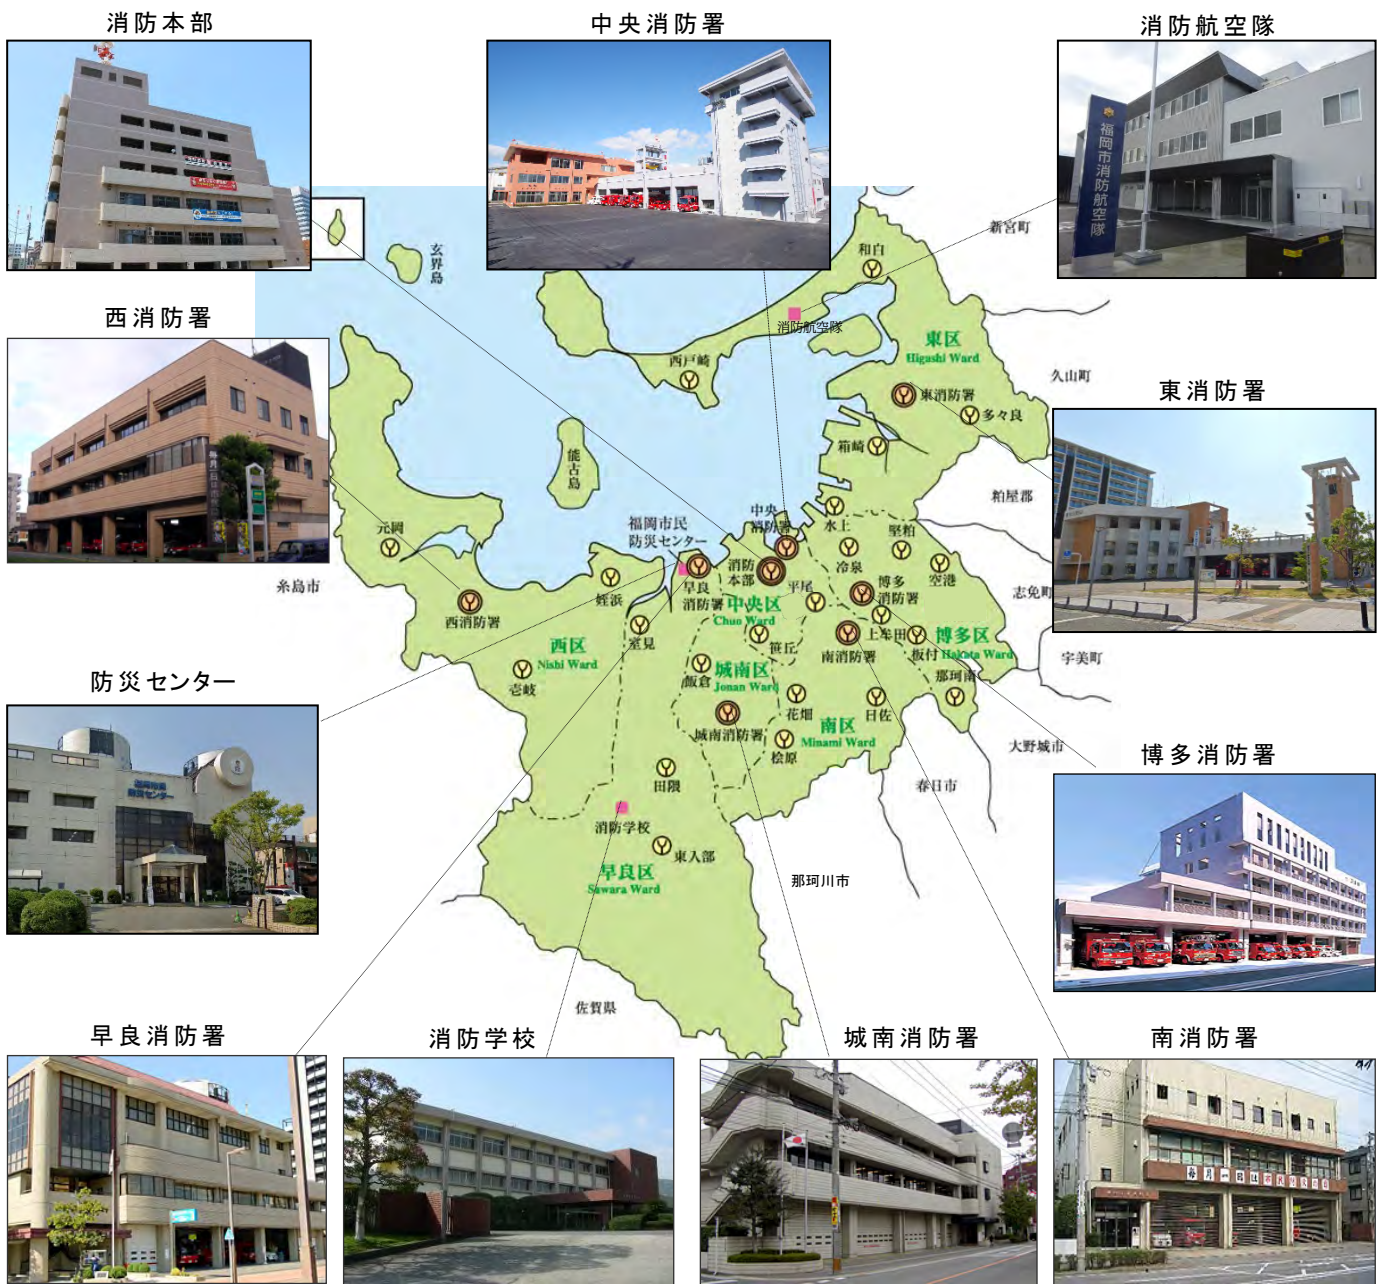 消防本部
中央消防署
消防航空隊
福岡市消防航空隊
西消防署
玄界島
新宮町
和白
消防航空隊
東区
Higashi Ward
西戸崎
久山町
東消防署
東消防署
多々良
箱崎
能古島
粕屋郡
元岡
福岡市民
防災センター
中央
消防署
水上
堅粕
冷泉
空港
糸島市
志免町
姪浜
早良
消防署
消防
本部
平尾
博多
消防署
西消防署
中央区
Chuo Ward
室見
笹丘
南消防署
上牟田
板付
博多区
Hakata Ward
宇美町
西区
Nishi Ward
壱岐
飯倉
城南区
Jonan Ward
那珂南
防災センター
福岡市民
防災センター
花畑
日佐
城南消防署
南区
Minami Ward
桧原
大野城市
博多消防署
春日市
田隈
消防学校
東入部
早良区
Sawara Ward
那珂川市
佐賀県
早良消防署
消防学校
城南消防署
南消防署